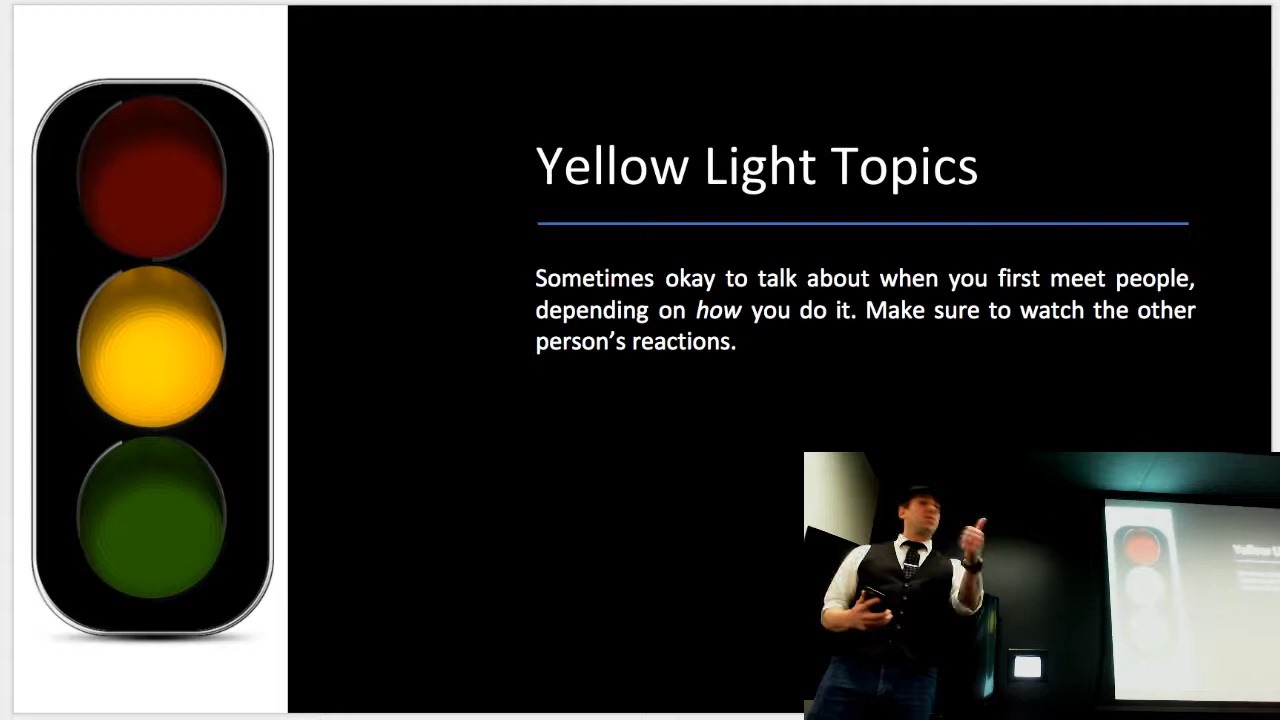 Yellow Light Topics
Sometimes okay to talk about when you first meet people,
depending on how you do it. Make sure to watch the other
person’s reactions.
Yellow